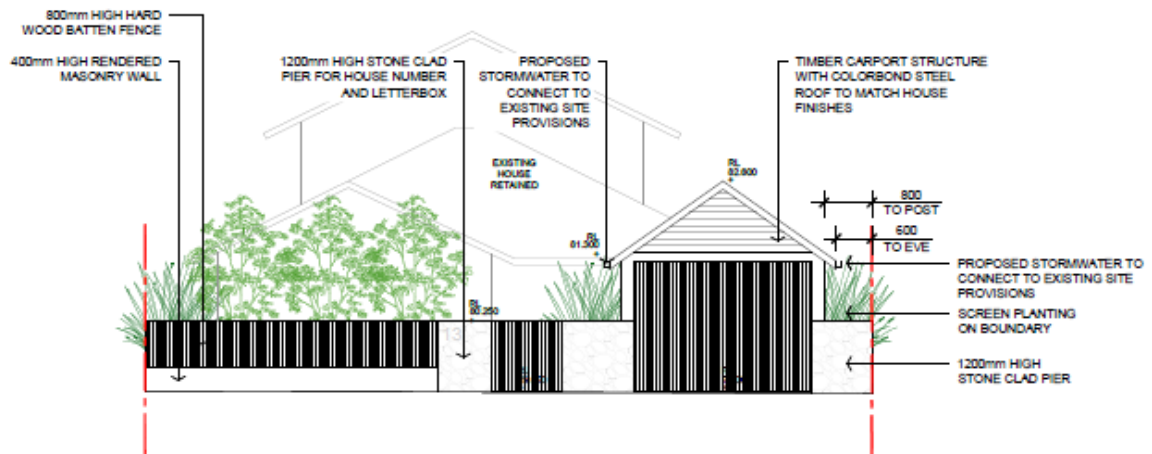 800mm HIGH HARD
WOOD BATTEN FENCE
400mm HIGH RENDERED
MASONRY WALL
1200mm HIGH STONE CLAD
PIER FOR HOUSE NUMBER
AND LETTERBOX
PROPOSED
STORMWATER TO
CONNECT TO
EXISTING SITE
PROVISIONS
TIMBER CARPORT STRUCTURE
WITH COLORBOND STEEL
ROOF TO MATCH HOUSE
FINISHES
EXISTING
HOUSE
RETAINED
RL
82.800
800
TO POST
RL
81.300
600
TO EVE
PROPOSED STORMWATER TO
CONNECT TO EXISTING SITE
PROVISIONS
RL
80.250
SCREEN PLANTING
ON BOUNDARY
13
1200mm HIGH
STONE CLAD PIER